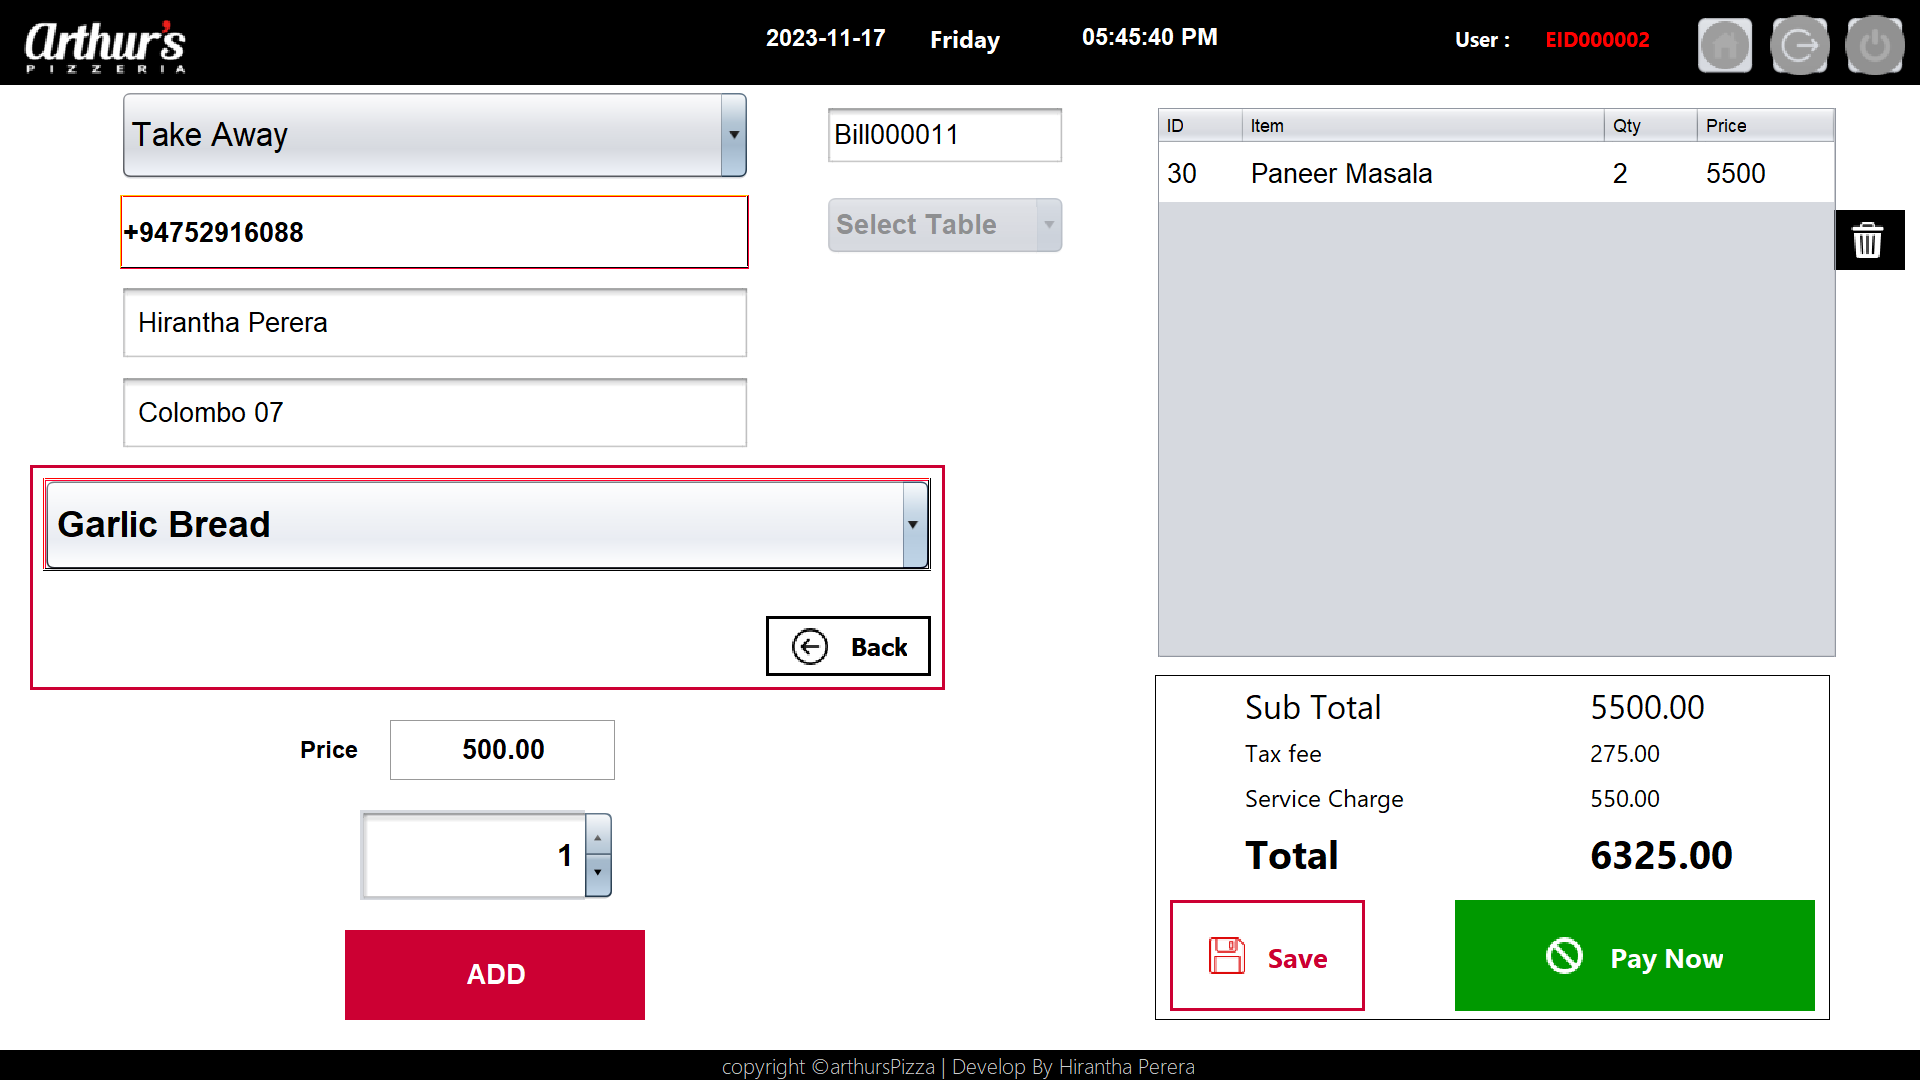 arthur's
PIZZERIA
2023-11-17 Friday 05:45:40 PM User : EID000002
Take Away
+94752916088
Hirantha Perera
Colombo 07
Bill000011
Select Table
Garlic Bread
Back
Price 500.00
1
ADD
ID Item Qty Price
30 Paneer Masala 2 5500
Sub Total 5500.00
Tax fee 275.00
Service Charge 550.00
Total 6325.00
Save
Pay Now
copyright ©arthursPizza | Develop By Hirantha Perera